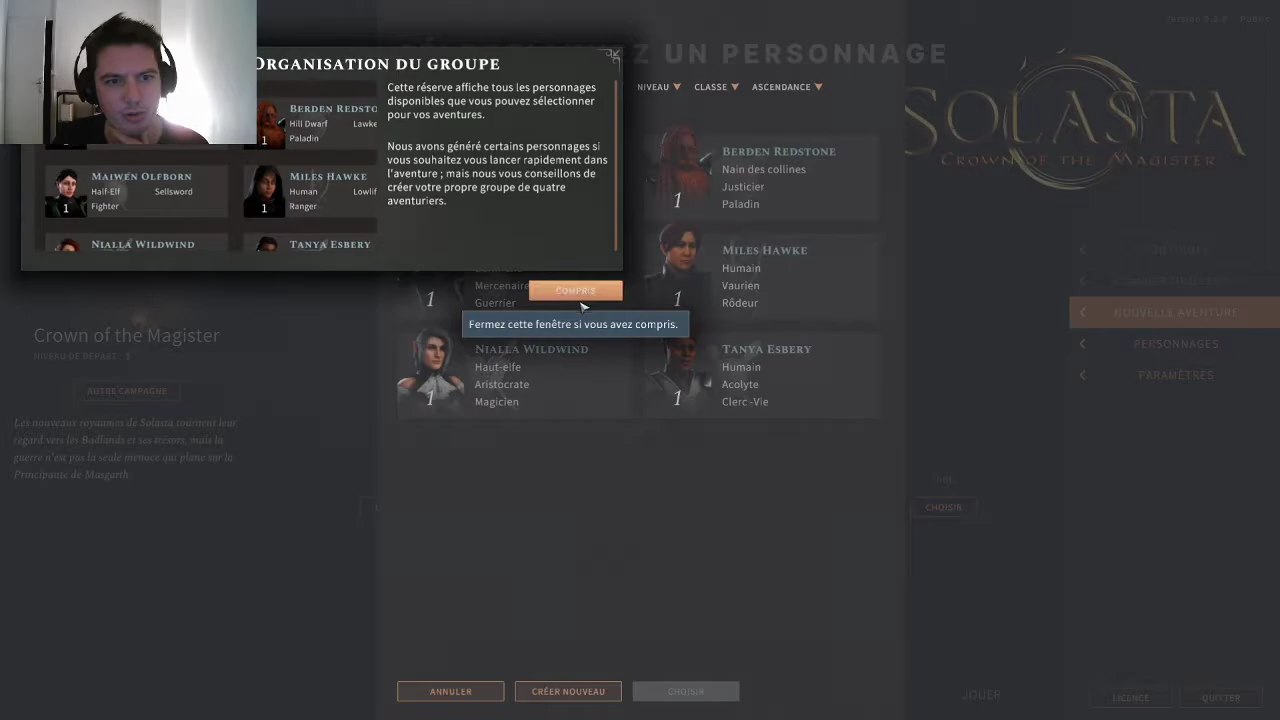 Version 0.3.6 - Public
Z UN PERSONNAGE
SOLASTA
CROWN OF THE MAGISTER
ORGANISATION DU GROUPE
BERDEN REDSTO
Hill Dwarf Lawke
Paladin
1
MAIWEN OLFBORN
Half-Elf Sellsword
Fighter
1
MILES HAWKE
Human Lowlif
Ranger
1
NIALLA WILDWIND
TANYA ESBERY
Cette réserve affiche tous les personnages
disponibles que vous pouvez sélectionner
pour vos aventures.
Nous avons généré certains personnages si
vous souhaitez vous lancer rapidement dans
l'aventure ; mais nous vous conseillons de
créer votre propre groupe de quatre
aventuriers.
COMPRIS
Fermez cette fenêtre si vous avez compris.
NIVEAU CLASSE ASCENDANCE
BERDEN REDSTONE
Nain des collines
Justicier
Paladin
1
Mercenaire
Guerrier
1
MILES HAWKE
Humain
Vaurien
Rôdeur
1
NIALLA WILDWIND
Haut-elfe
Aristocrate
Magicien
1
TANYA ESBERY
Humain
Acolyte
Clerc -Vie
1
Crown of the Magister
NIVEAU DE DÉPART
AUTRE CAMPAGNE
Les nouveaux royaumes de Solasta tournent leur
regard vers les Badlands et ses trésors, mais la
guerre n'est pas la seule menace qui plane sur la
Principauté de Masgarth.
NOUVELLE AVENTURE
PERSONNAGES
PARAMÈTRES
CHOISIR
ANNULER
CRÉER NOUVEAU
CHOISIR
JOUER
LICENCE
QUITTER